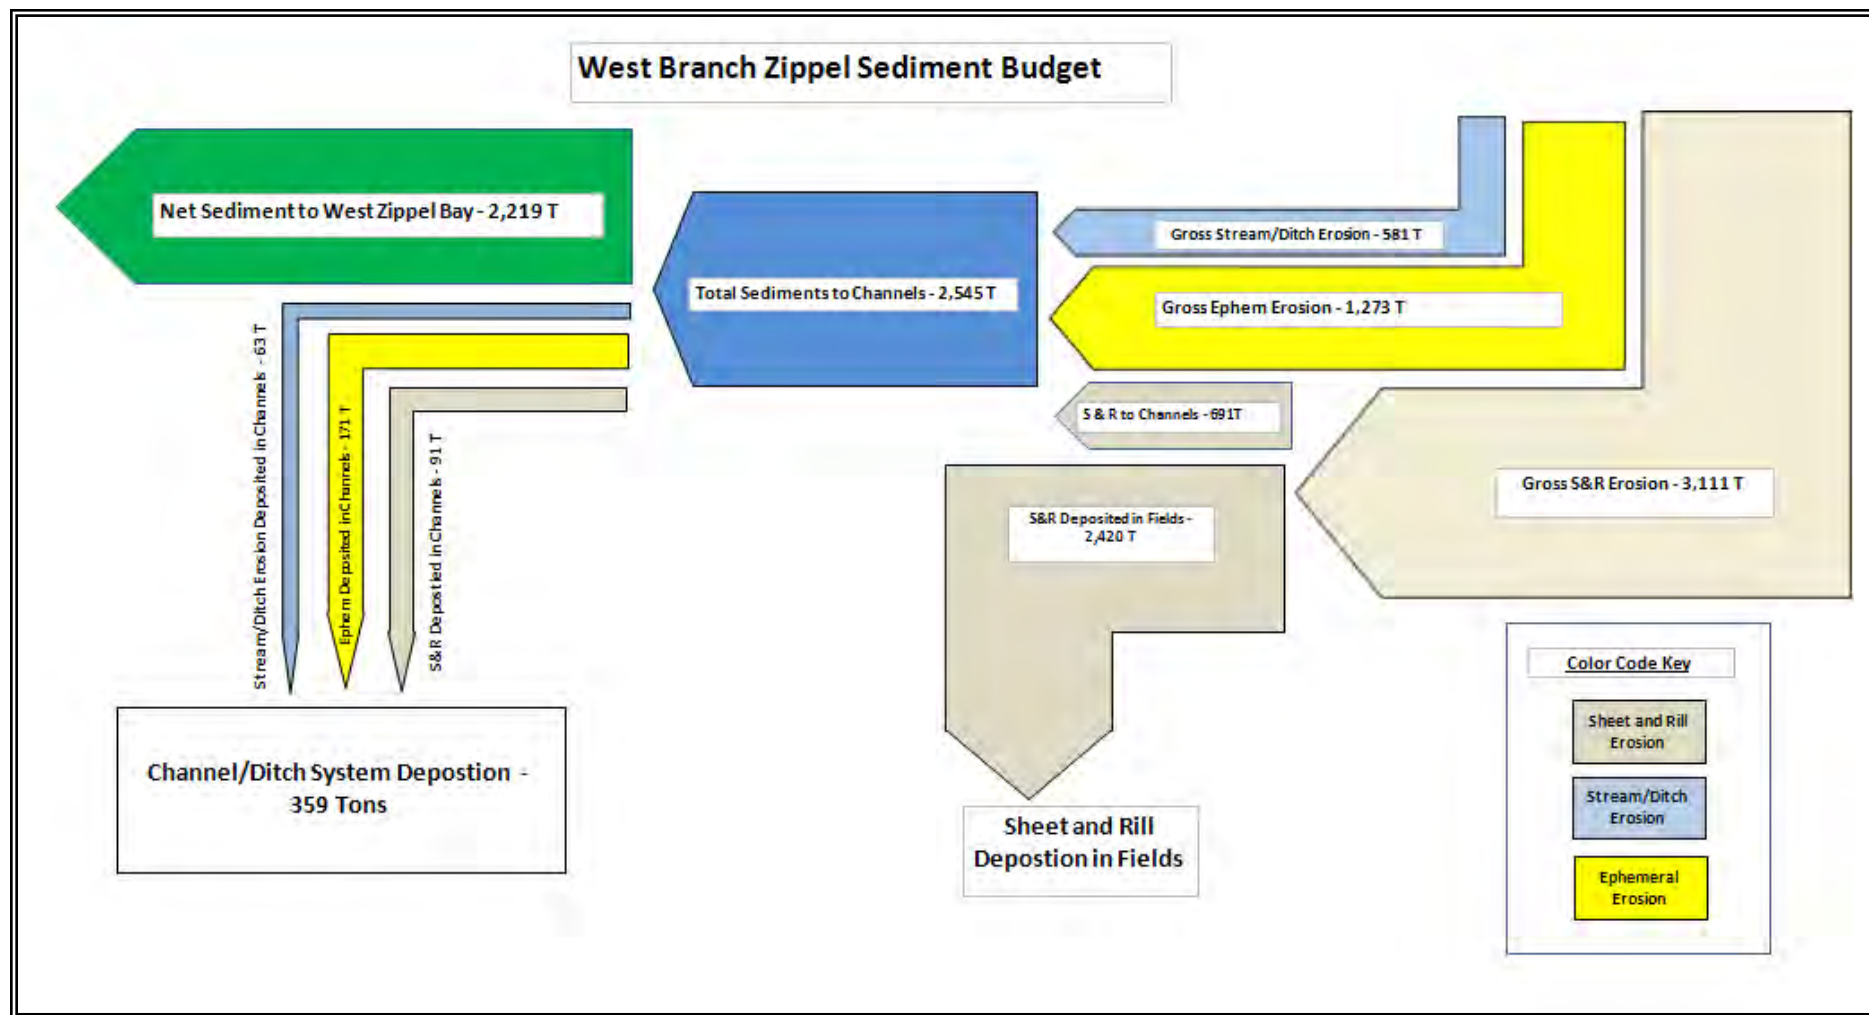 West Branch Zippel Sediment Budget
Net Sediment to West Zippel Bay - 2,219 T
Total Sediments to Channels - 2,545 T
Gross Stream/Ditch Erosion - 581 T
Gross Ephem Erosion - 1,273 T
S & R to Channels - 691T
Gross S&R Erosion - 3,111 T
S&R Deposited in Fields -
2,420 T
Stream/Ditch Erosion Deposited in Channels - 63 T
Ephem Deposited in Channels - 171 T
S&R Depostied in Channels - 91 T
Channel/Ditch System Depostion -
359 Tons
Sheet and Rill
Depostion in Fields
Color Code Key
Sheet and Rill
Erosion
Stream/Ditch
Erosion
Ephemeral
Erosion